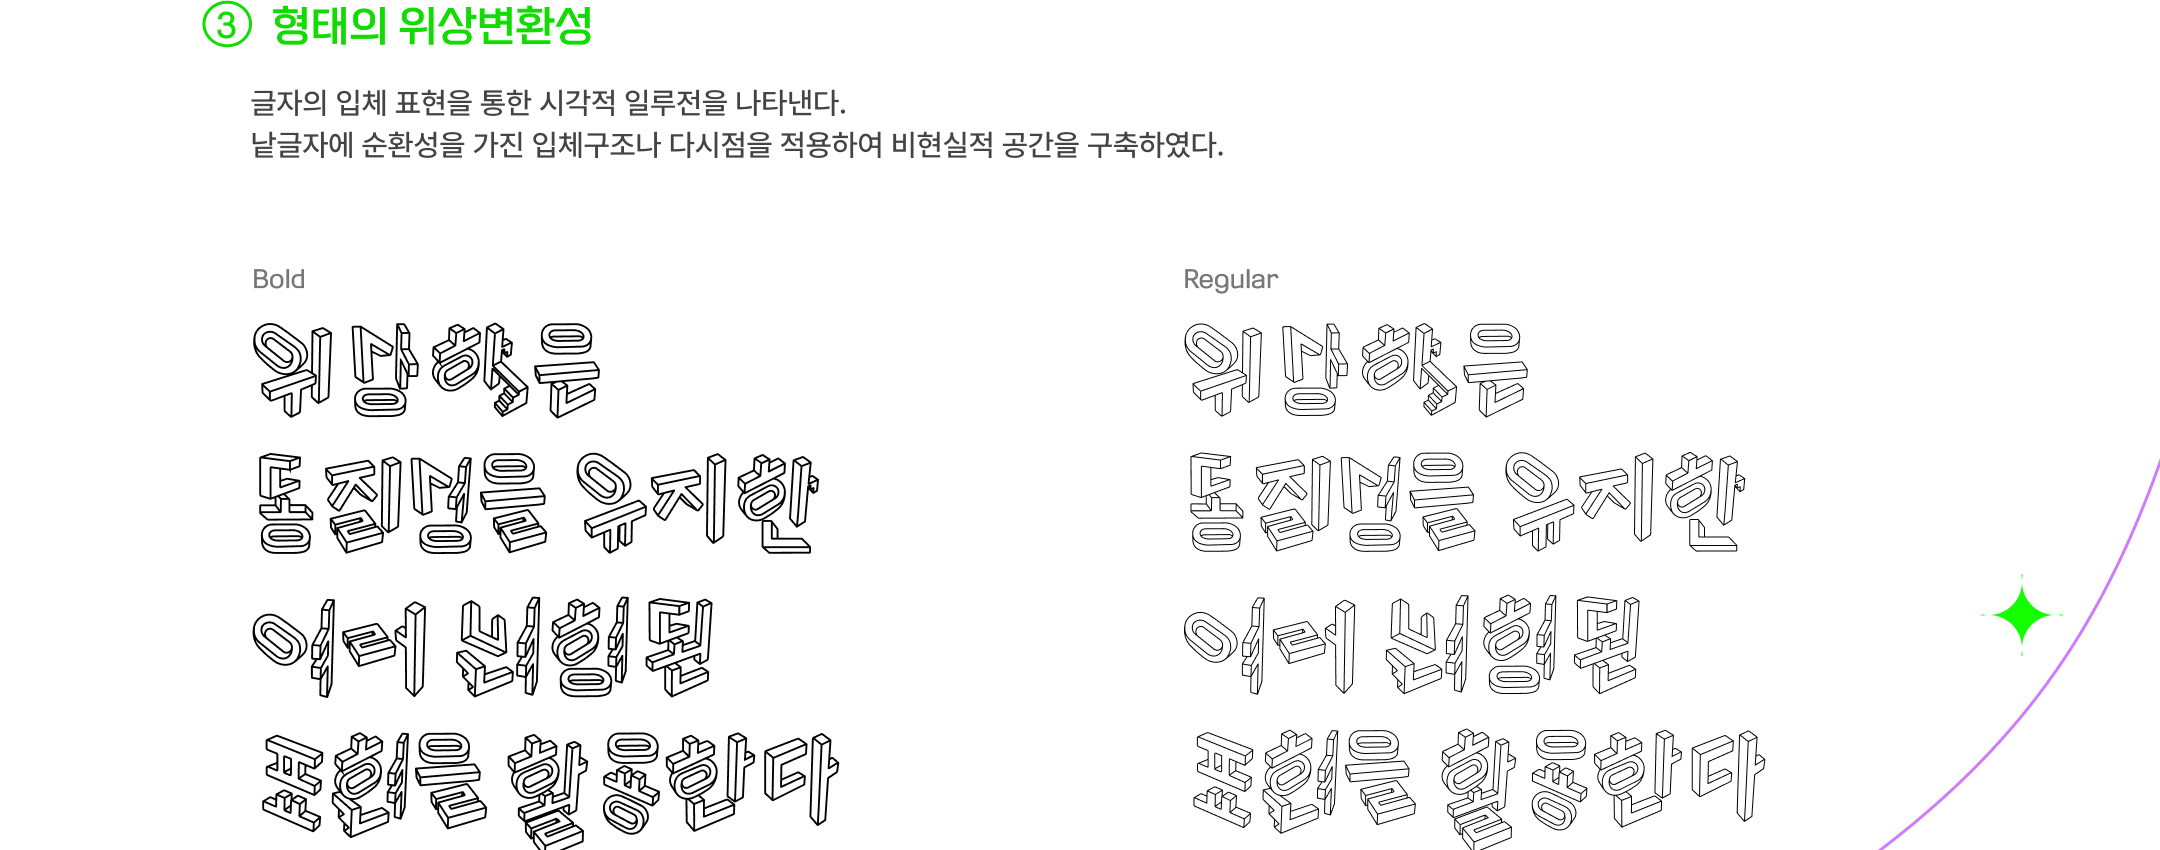 ③ 형태의 위상변환성
글자의 입체 표현을 통한 시각적 일루전을 나타낸다.
낱글자에 순환성을 가진 입체구조나 다시점을 적용하여 비현실적 공간을 구축하였다.
Bold
위상학은
동질성을 유지한
여러 변형된
표현을 활용한다
Regular
위상학은
동질성을 유지한
여러 변형된
표현을 활용한다